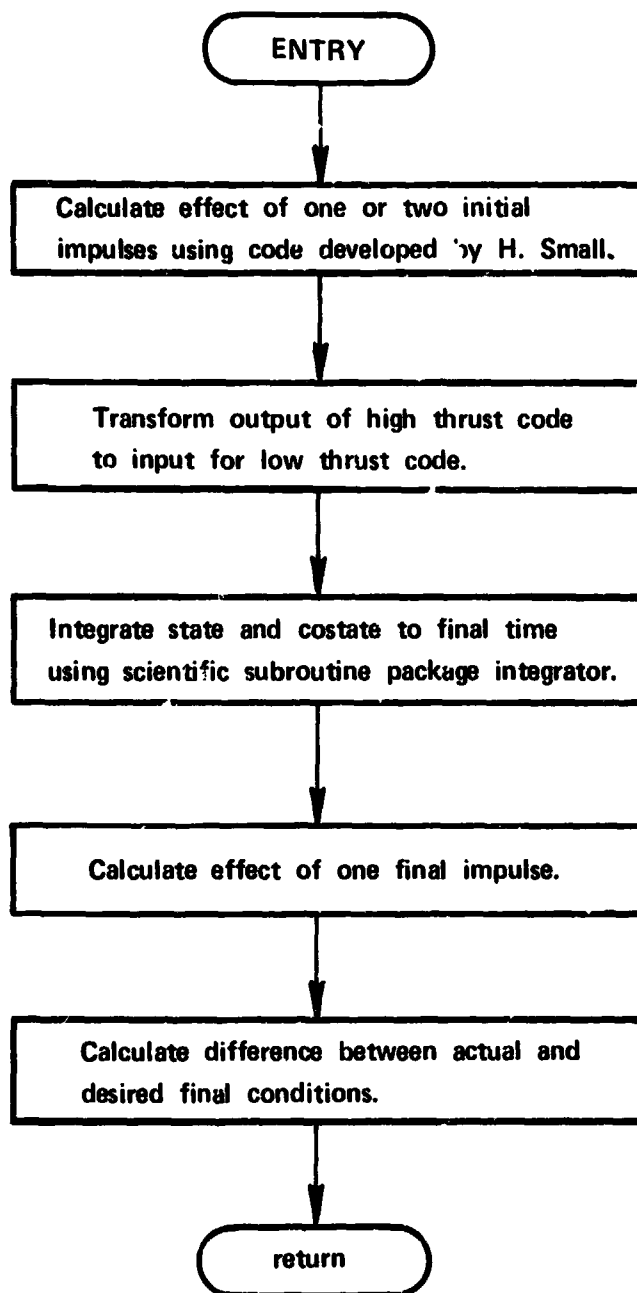 ENTRY
Calculate effect of one or two initial
impulses using code developed by H. Small.
Transform output of high thrust code
to input for low thrust code.
Integrate state and costate to final time
using scientific subroutine package integrator.
Calculate effect of one final impulse.
Calculate difference between actual and
desired final conditions.
return